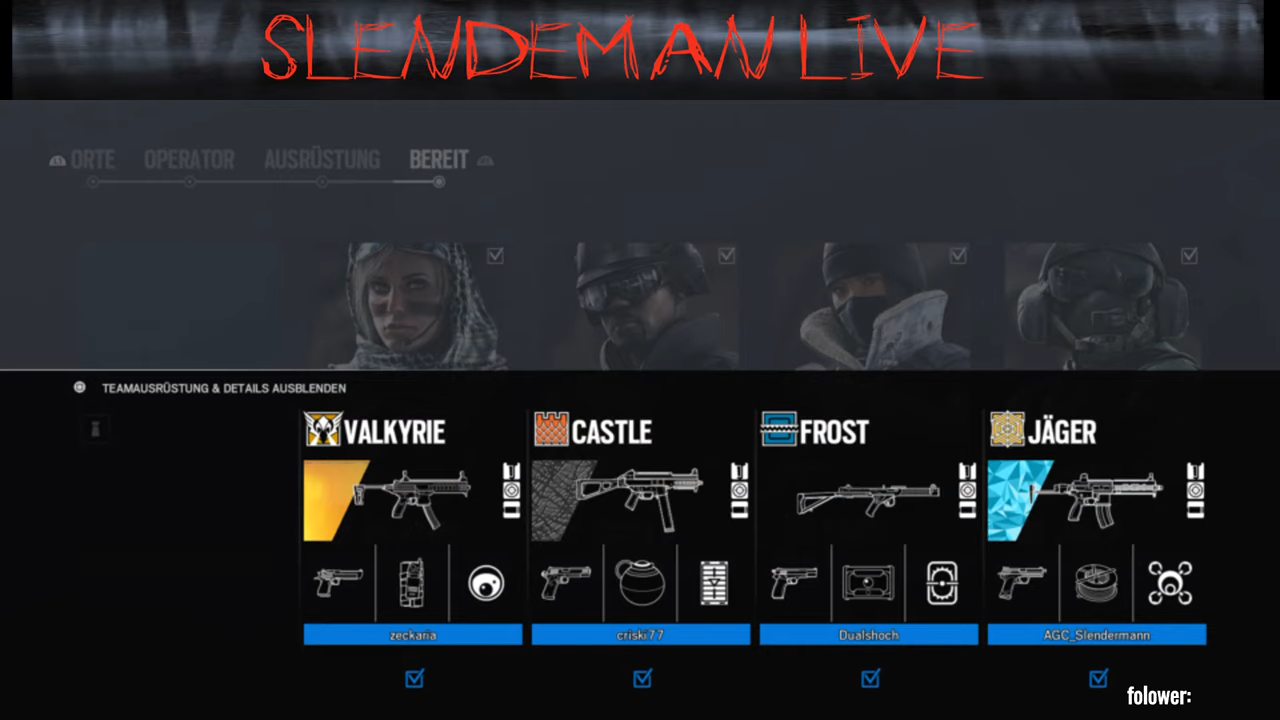 SLENDEMAN LIVE
ORTE OPERATOR AUSRÜSTUNG BEREIT
TEAMAUSRÜSTUNG & DETAILS AUSBLENDEN
VALKYRIE CASTLE FROST JÄGER
zeckaria criski77 Dualshoch AGC_Slendermann
folower: